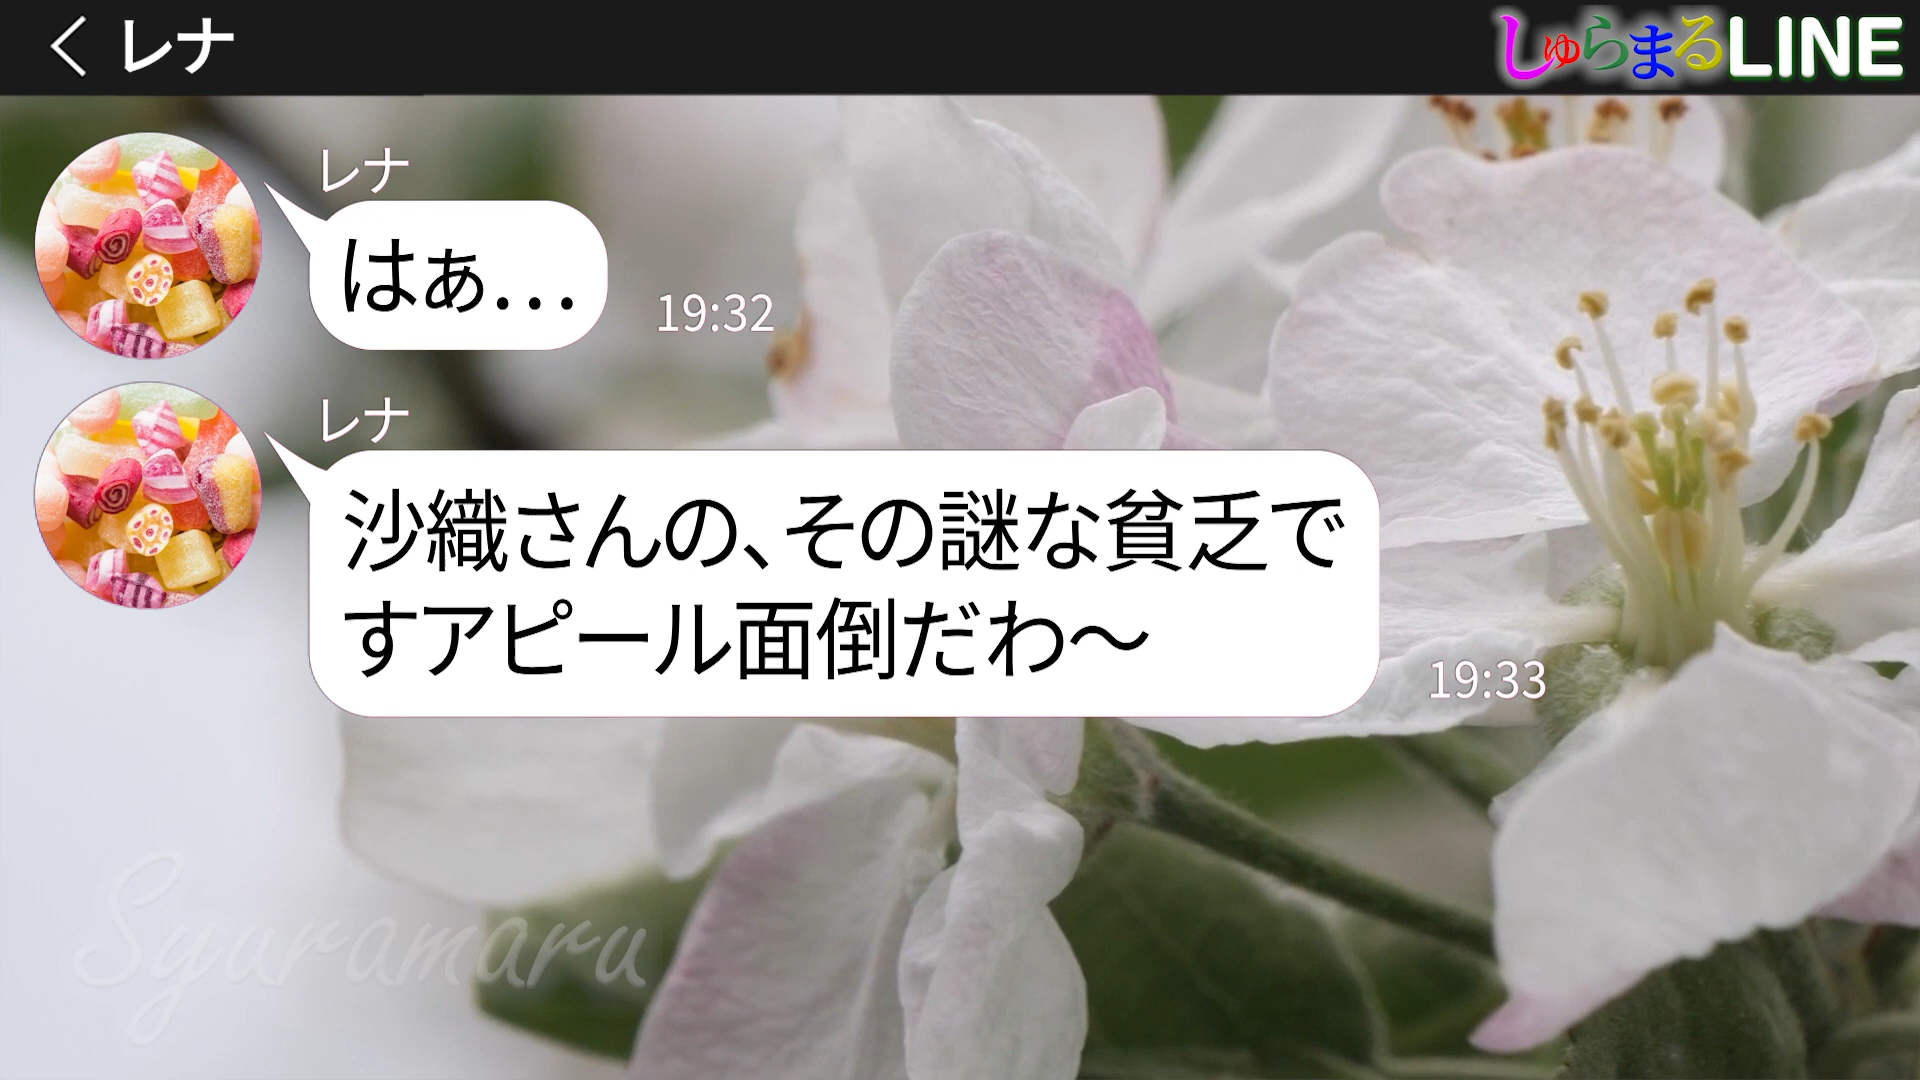 レナ
しゅらまるLINE
レナ
はぁ…
19:32
レナ
沙織さんの、その謎な貧乏で
すアピール面倒だわ～
19:33
Syuramaru